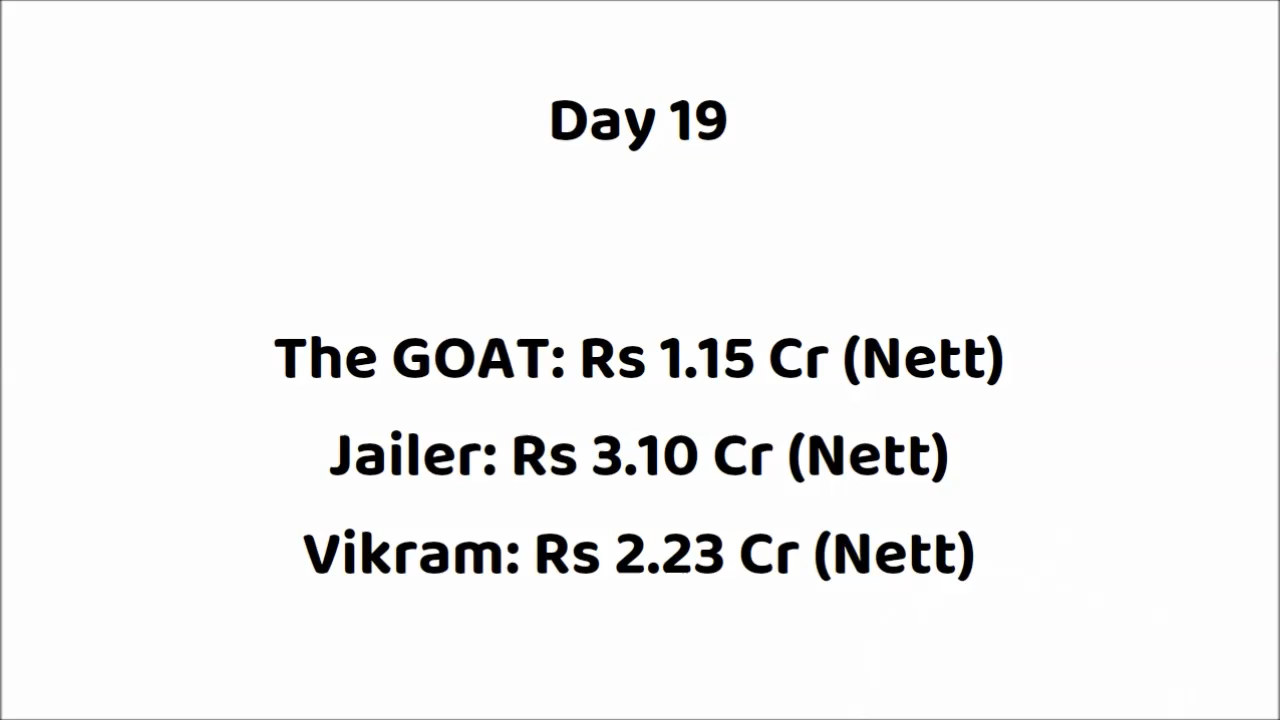 Day 19
The GOAT: Rs 1.15 Cr (Nett)
Jailer: Rs 3.10 Cr (Nett)
Vikram: Rs 2.23 Cr (Nett)